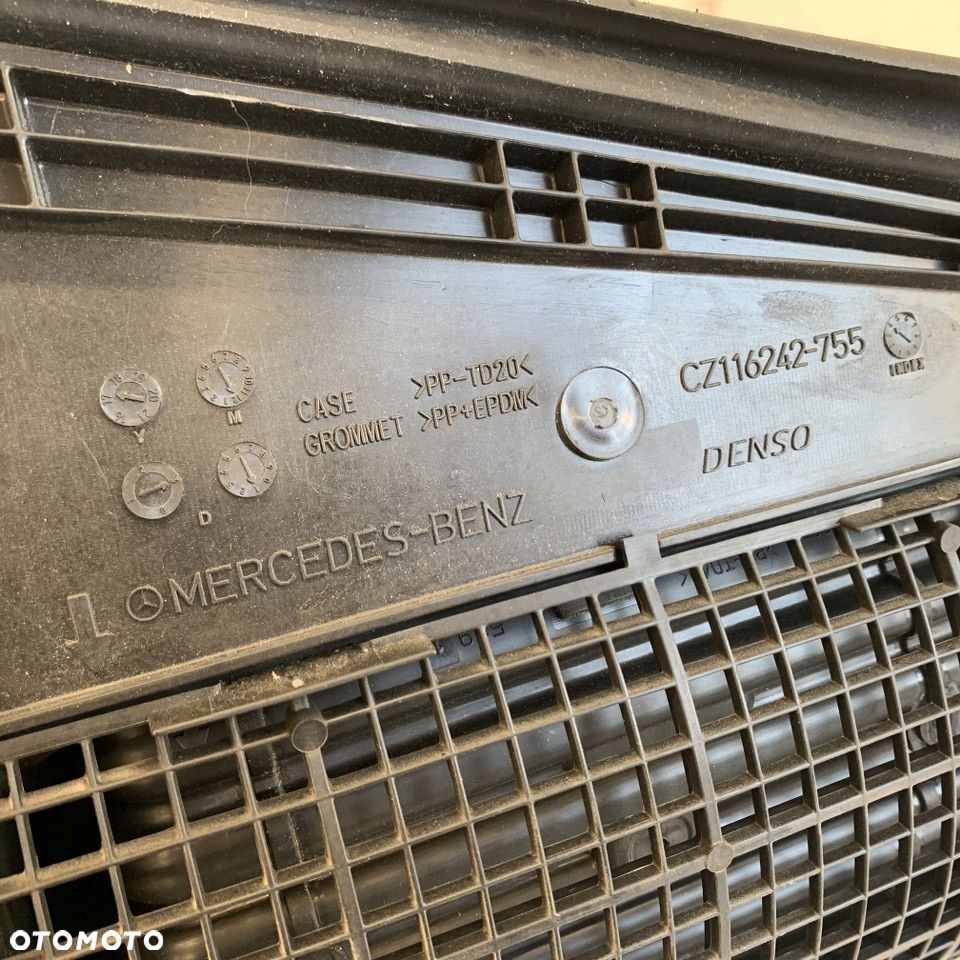 CASE >PP-TD20<
GROMMET >PP+EPDM<
CZ116242-755
INDEX
DENSO
Y
M
D
MERCEDES-BENZ
OTOMOTO